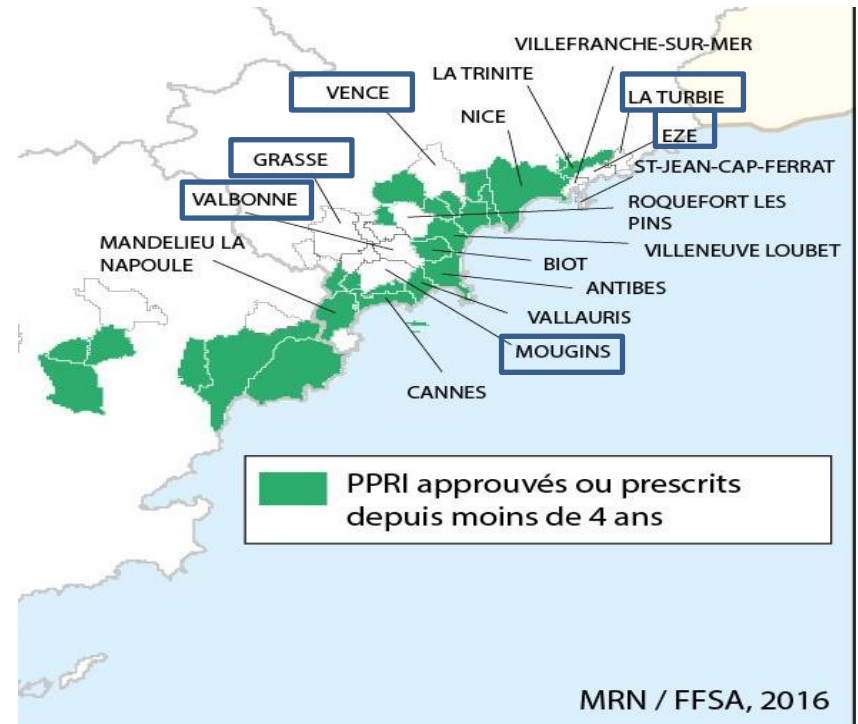 VILLEFRANCHE-SUR-MER
LA TRINITE
VENCE
LA TURBIE
NICE
EZE
GRASSE
ST-JEAN-CAP-FERRAT
VALBONNE
ROQUEFORT LES
PINS
MANDELIEU LA
NAPOULE
VILLENEUVE LOUBET
BIOT
ANTIBES
VALLAURIS
MOUGINS
CANNES
PPRI approuvés ou prescrits
depuis moins de 4 ans
MRN / FFSA, 2016